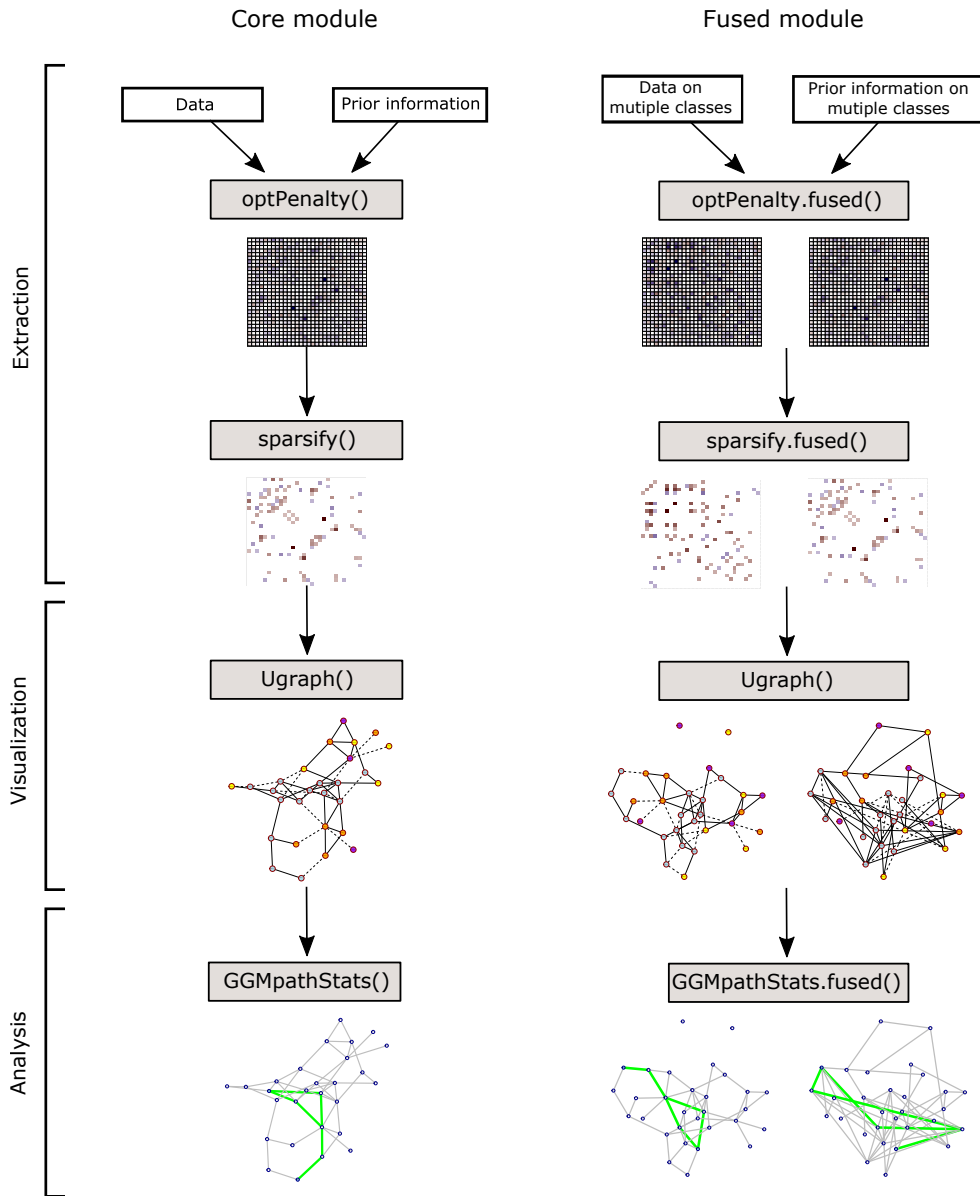 Core module
Fused module
Data
Prior information
Data on
mutiple classes
Prior information on
mutiple classes
optPenalty()
optPenalty.fused()
Extraction
sparsify()
sparsify.fused()
Ugraph()
Ugraph()
Visualization
GGMpathStats()
GGMpathStats.fused()
Analysis